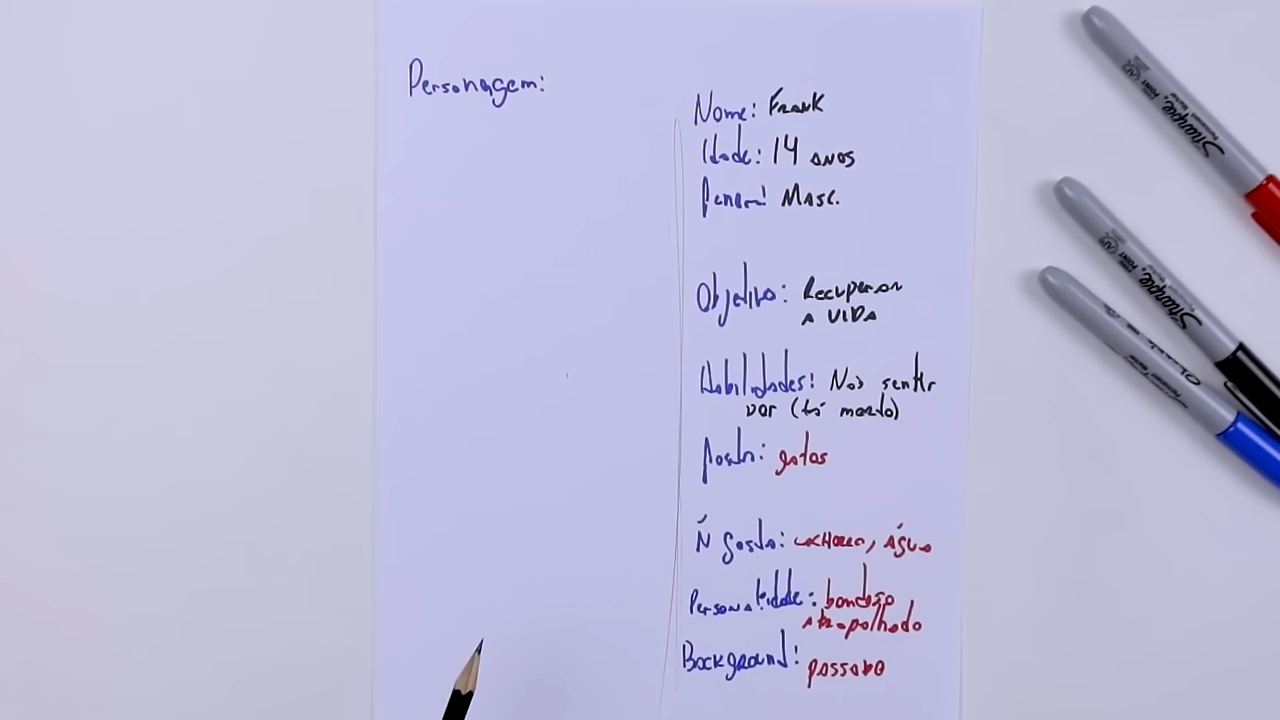 Personagem:
Nome: Frank
Idade: 14 anos
Genero: Masc.
Objetivo: Recuperar
a vida
Habilidades: Não sentir
dor (tá morto)
Gosta: gatos
Ñ gosta: cachorro, água
Personalidade: bondoso
atrapalhado
Background: passado
Sharpie
Sharpie